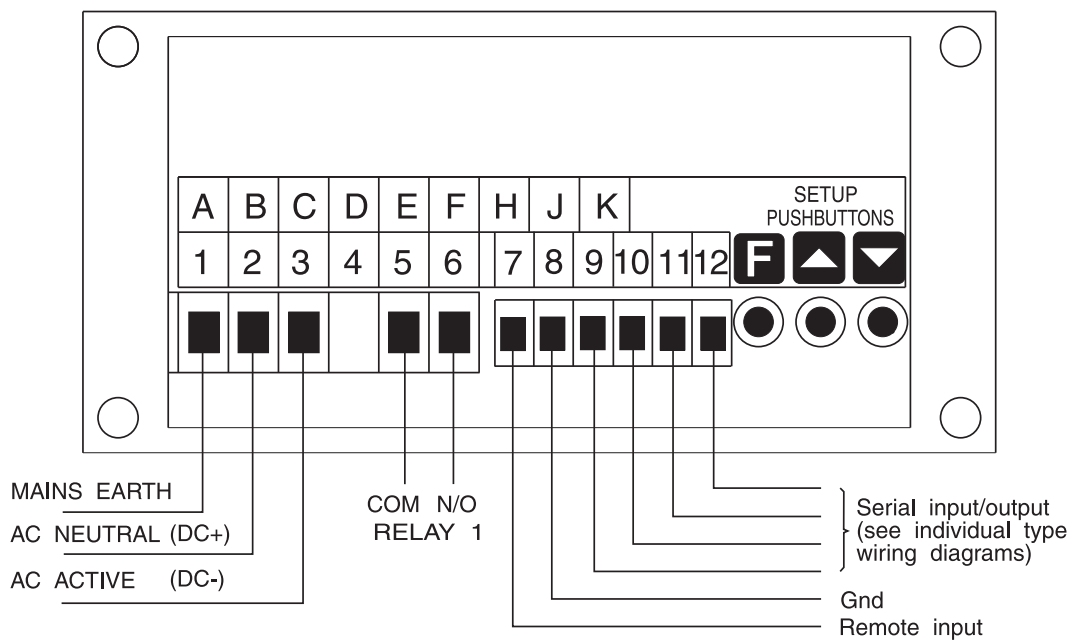 A B C D E F H J K
SETUP
PUSHBUTTONS
1 2 3 4 5 6 7 8 9 10 11 12 F
MAINS EARTH
AC NEUTRAL (DC+)
AC ACTIVE (DC-)
COM N/O
RELAY 1
Serial input/output
(see individual type
wiring diagrams)
Gnd
Remote input